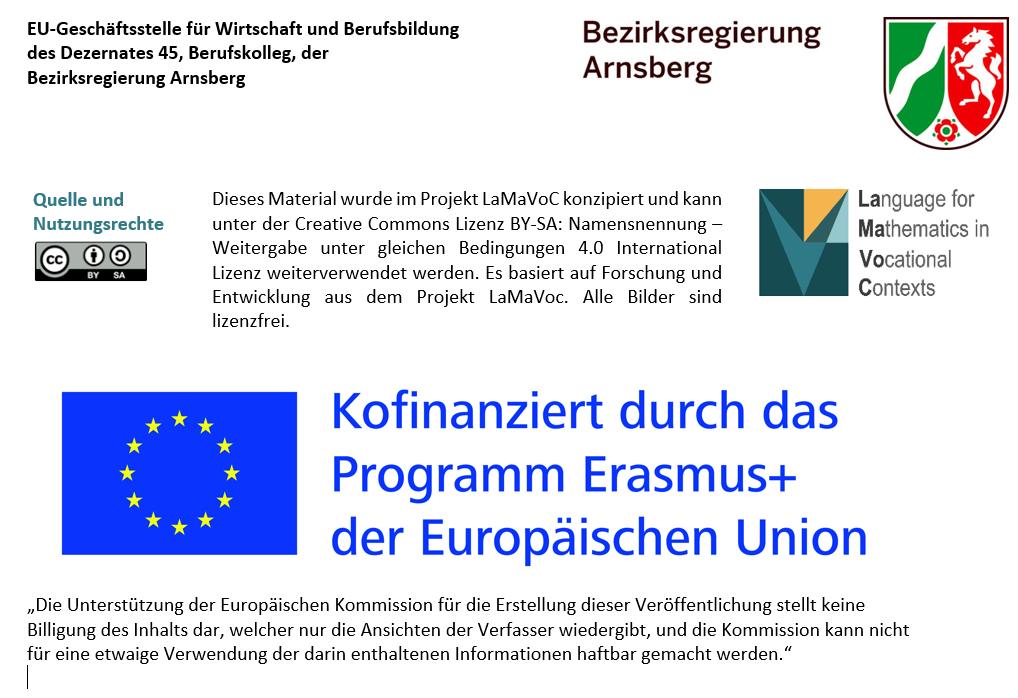 EU-Geschäftsstelle für Wirtschaft und Berufsbildung
des Dezernates 45, Berufskolleg, der
Bezirksregierung Arnsberg
Bezirksregierung
Arnsberg
Quelle und
Nutzungsrechte
cc
BY SA
Dieses Material wurde im Projekt LaMaVoC konzipiert und kann
unter der Creative Commons Lizenz BY-SA: Namensnennung –
Weitergabe unter gleichen Bedingungen 4.0 International
Lizenz weiterverwendet werden. Es basiert auf Forschung und
Entwicklung aus dem Projekt LaMaVoc. Alle Bilder sind
lizenzfrei.
Language for
Mathematics in
Vocational
Contexts
Kofinanziert durch das
Programm Erasmus+
der Europäischen Union
„Die Unterstützung der Europäischen Kommission für die Erstellung dieser Veröffentlichung stellt keine
Billigung des Inhalts dar, welcher nur die Ansichten der Verfasser wiedergibt, und die Kommission kann nicht
für eine etwaige Verwendung der darin enthaltenen Informationen haftbar gemacht werden.“